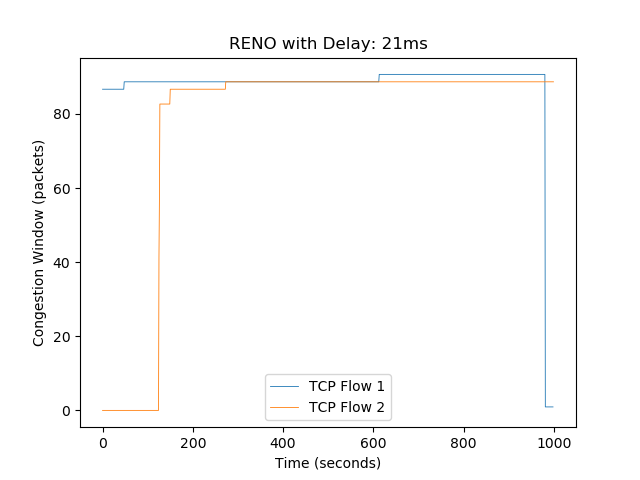 RENO with Delay: 21ms
Congestion Window (packets)
80
60
40
20
0
TCP Flow 1
TCP Flow 2
0 200 400 600 800 1000
Time (seconds)